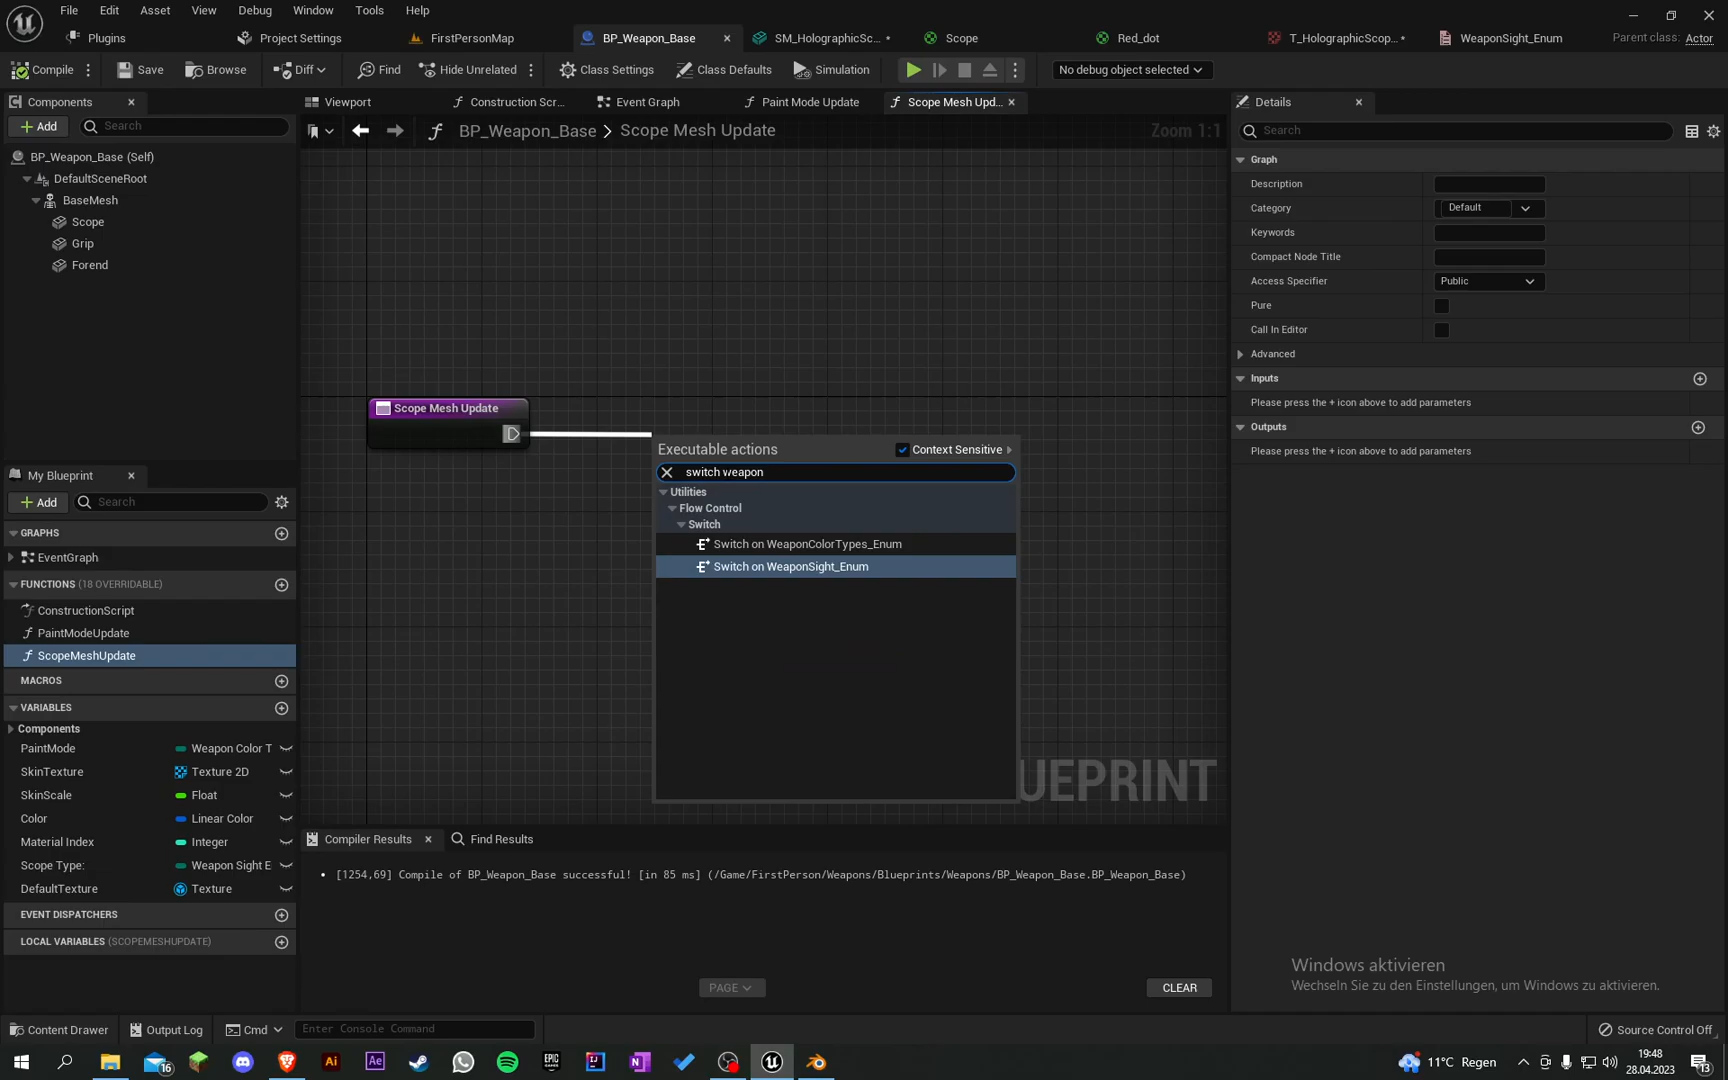 File Edit Asset View Debug Window Tools Help
Plugins Project Settings FirstPersonMap BP_Weapon_Base SM_HolographicSc...* Scope Red_dot T_HolographicScop...* WeaponSight_Enum Parent class: Actor
Compile Save Browse Diff Find Hide Unrelated Class Settings Class Defaults Simulation No debug object selected
Components
Add Search
BP_Weapon_Base (Self)
DefaultSceneRoot
BaseMesh
Scope
Grip
Forend
My Blueprint
Add Search
GRAPHS
EventGraph
FUNCTIONS (18 OVERRIDABLE)
ConstructionScript
PaintModeUpdate
ScopeMeshUpdate
MACROS
VARIABLES
Components
PaintMode Weapon Color T
SkinTexture Texture 2D
SkinScale Float
Color Linear Color
Material Index Integer
Scope Type: Weapon Sight E
DefaultTexture Texture
EVENT DISPATCHERS
LOCAL VARIABLES (SCOPEMESHUPDATE)
Viewport Construction Scr... Event Graph Paint Mode Update Scope Mesh Upd...
BP_Weapon_Base > Scope Mesh Update Zoom 1:1
Scope Mesh Update
Executable actions Context Sensitive
switch weapon
Utilities
Flow Control
Switch
Switch on WeaponColorTypes_Enum
Switch on WeaponSight_Enum
UEPRINT
Compiler Results Find Results
[1254,69] Compile of BP_Weapon_Base successful! [in 85 ms] (/Game/FirstPerson/Weapons/Blueprints/Weapons/BP_Weapon_Base.BP_Weapon_Base)
PAGE CLEAR
Details
Search
Graph
Description
Category Default
Keywords
Compact Node Title
Access Specifier Public
Pure
Call In Editor
Advanced
Inputs
Please press the + icon above to add parameters
Outputs
Please press the + icon above to add parameters
Windows aktivieren
Wechseln Sie zu den Einstellungen, um Windows zu aktivieren.
Content Drawer Output Log Cmd Enter Console Command Source Control Off
16 Ai Ae EPIC GAMES IJ N 11°C Regen 19:48
28.04.2023 13